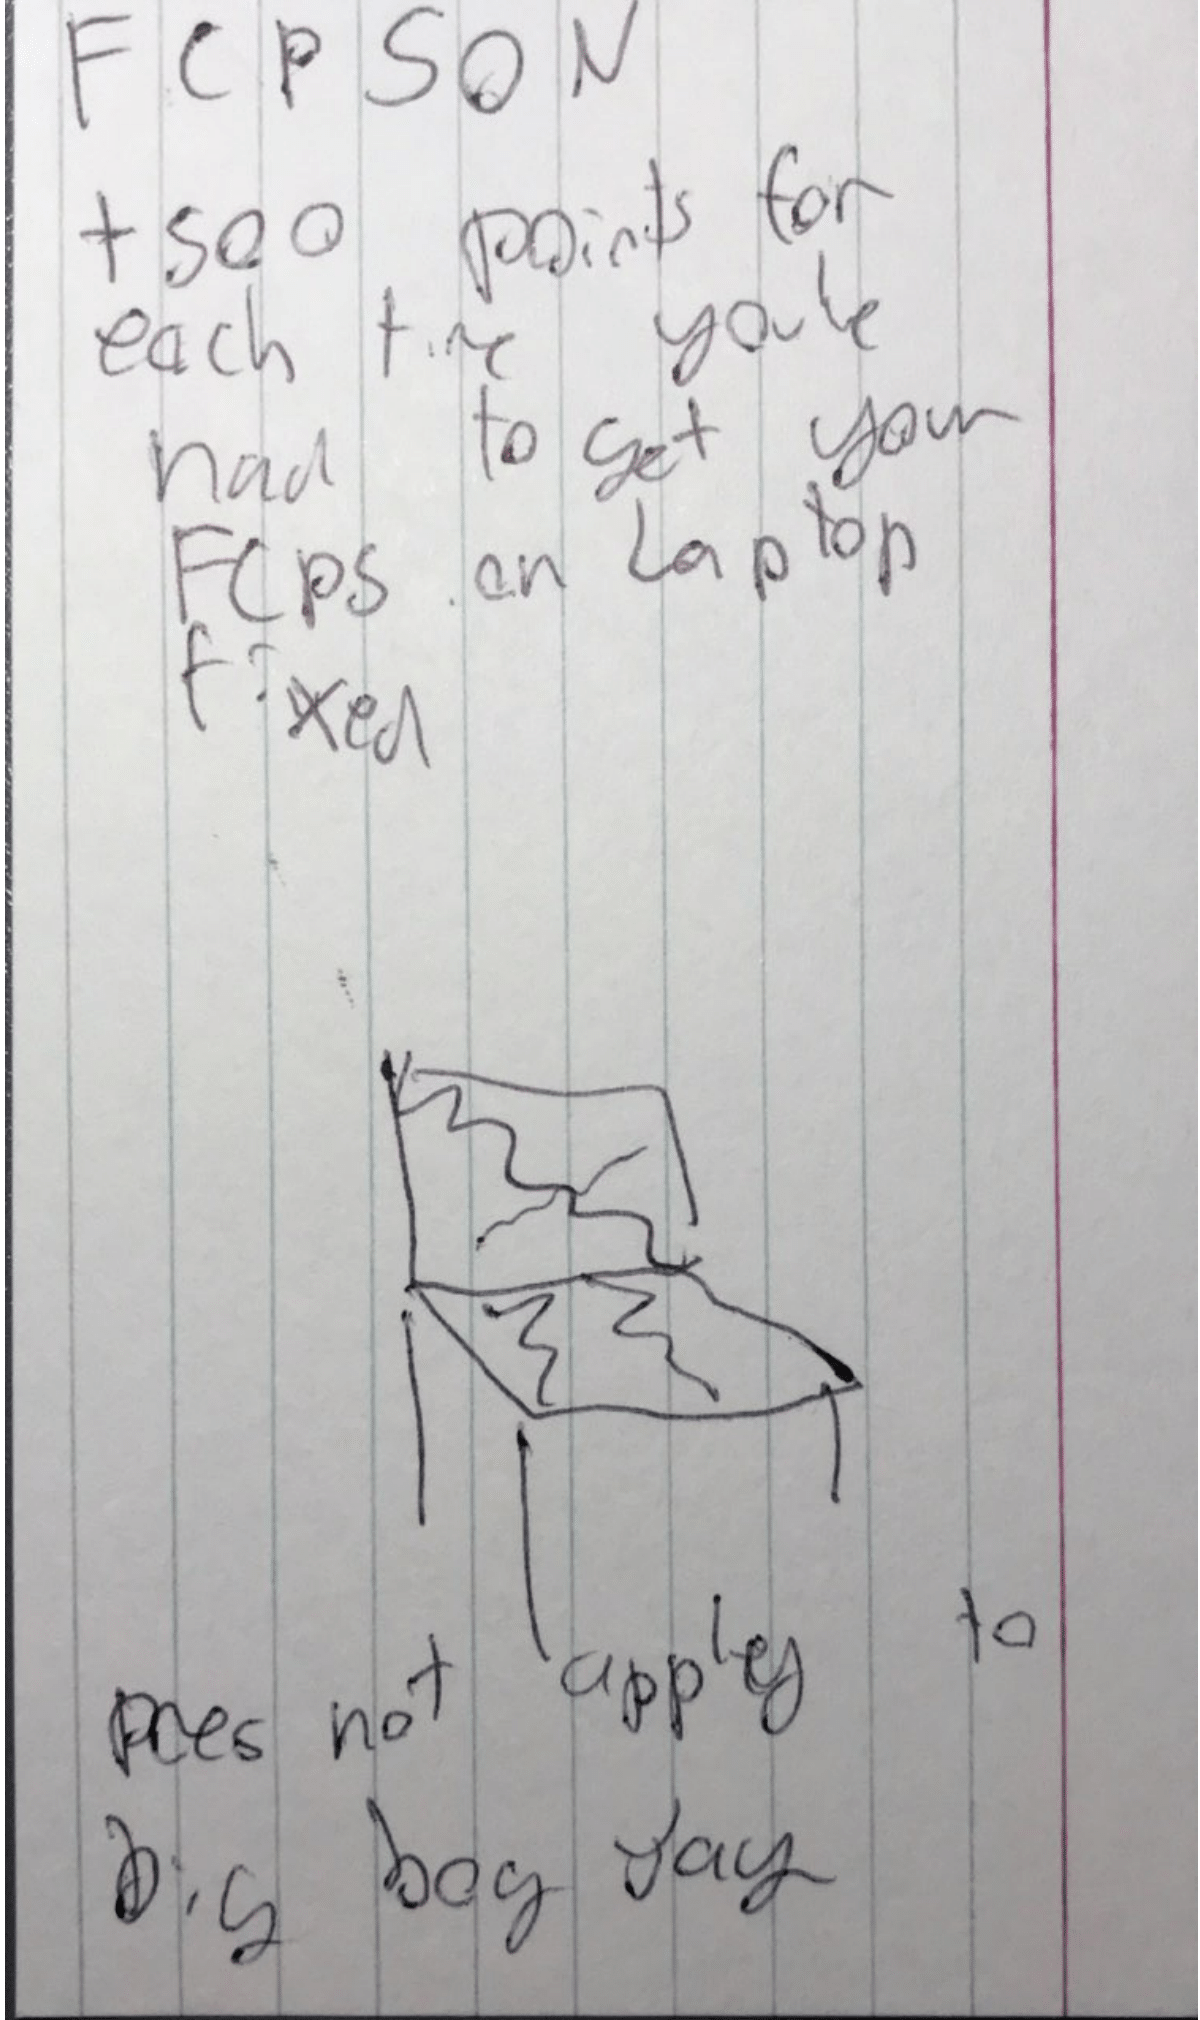 FCPSON
+500 points for
each time you've
had to get your
FCPS on Laptop
fixed
Does not appley to
big boy Jay